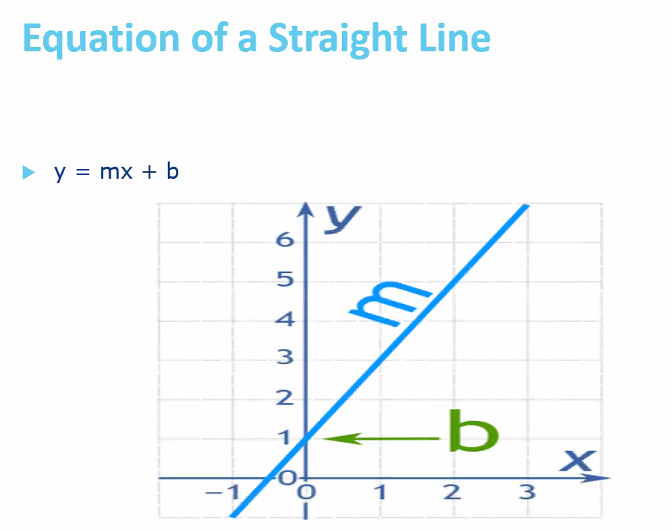 Equation of a Straight Line
y = mx + b
y
6
5
m
4
3
2
1
b
x
0
-1 0 1 2 3